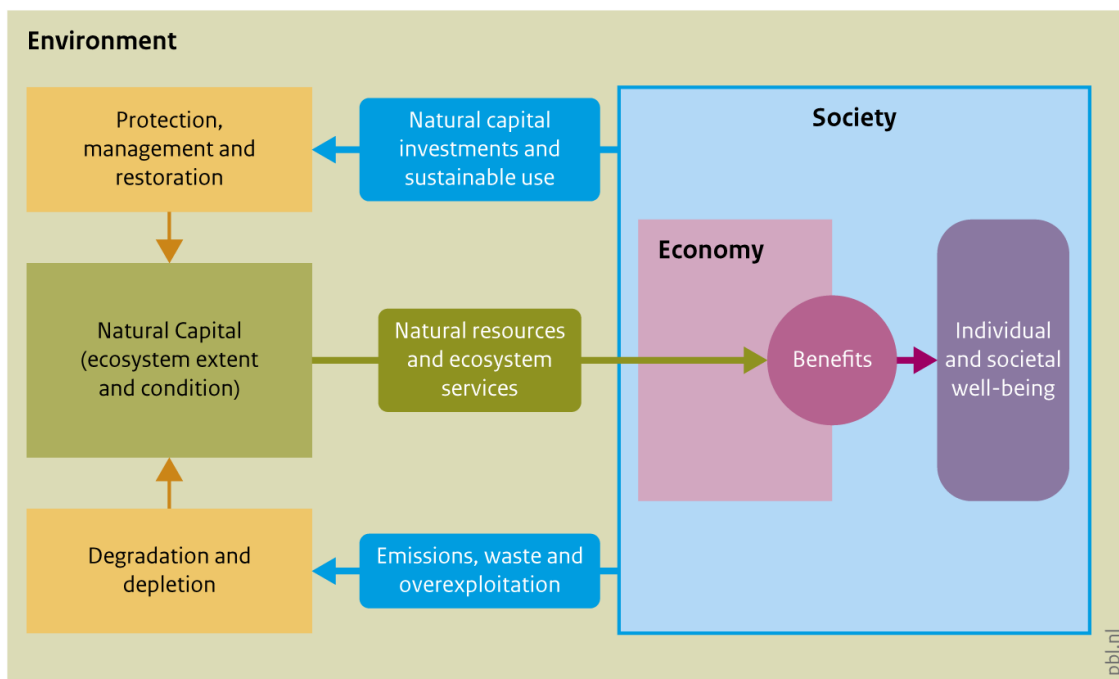 Environment
Protection,
management and
restoration
Natural capital
investments and
sustainable use
Society
Economy
Natural Capital
(ecosystem extent
and condition)
Natural resources
and ecosystem
services
Benefits
Individual
and societal
well-being
Degradation and
depletion
Emissions, waste and
overexploitation
pbl.nl